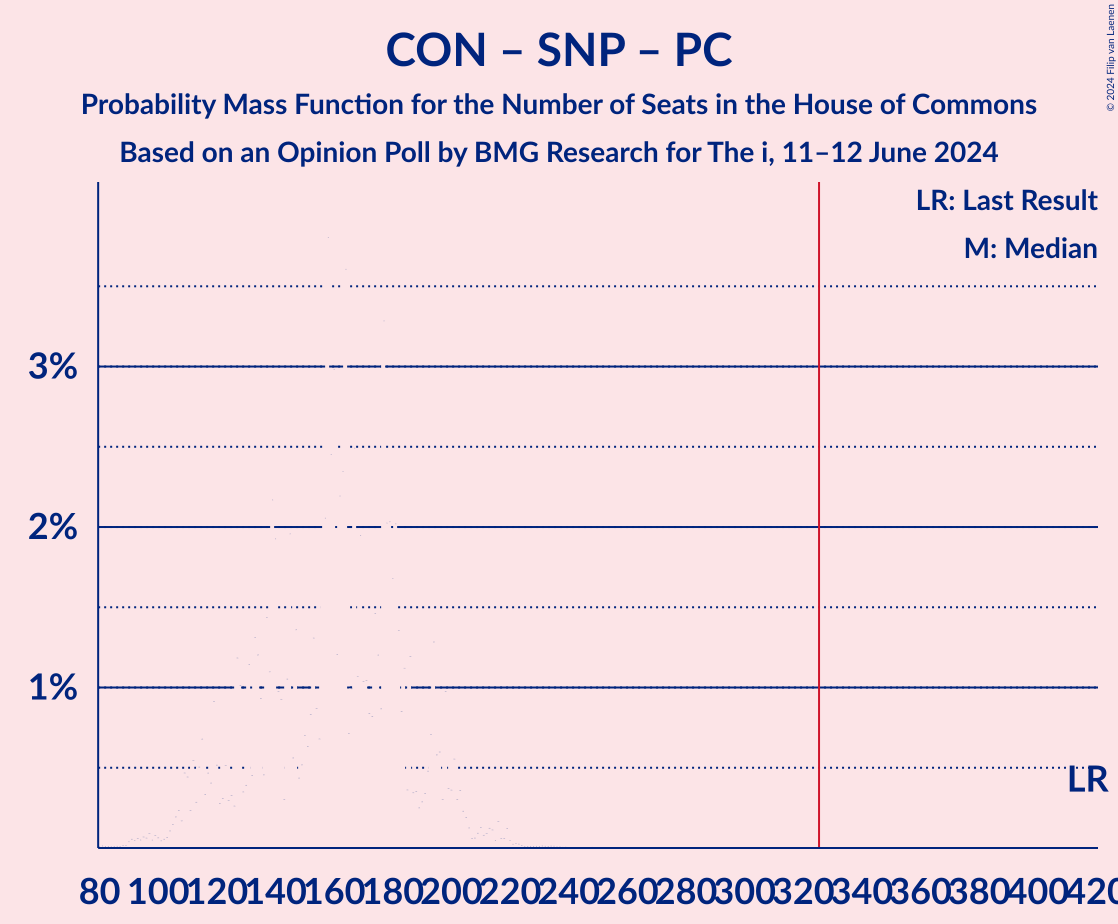 CON – SNP – PC
Probability Mass Function for the Number of Seats in the House of Commons
Based on an Opinion Poll by BMG Research for The i, 11–12 June 2024
© 2024 Filip van Laenen
LR: Last Result
M: Median
3%
2%
1%
LR
80 100 120 140 160 180 200 220 240 260 280 300 320 340 360 380 400 420